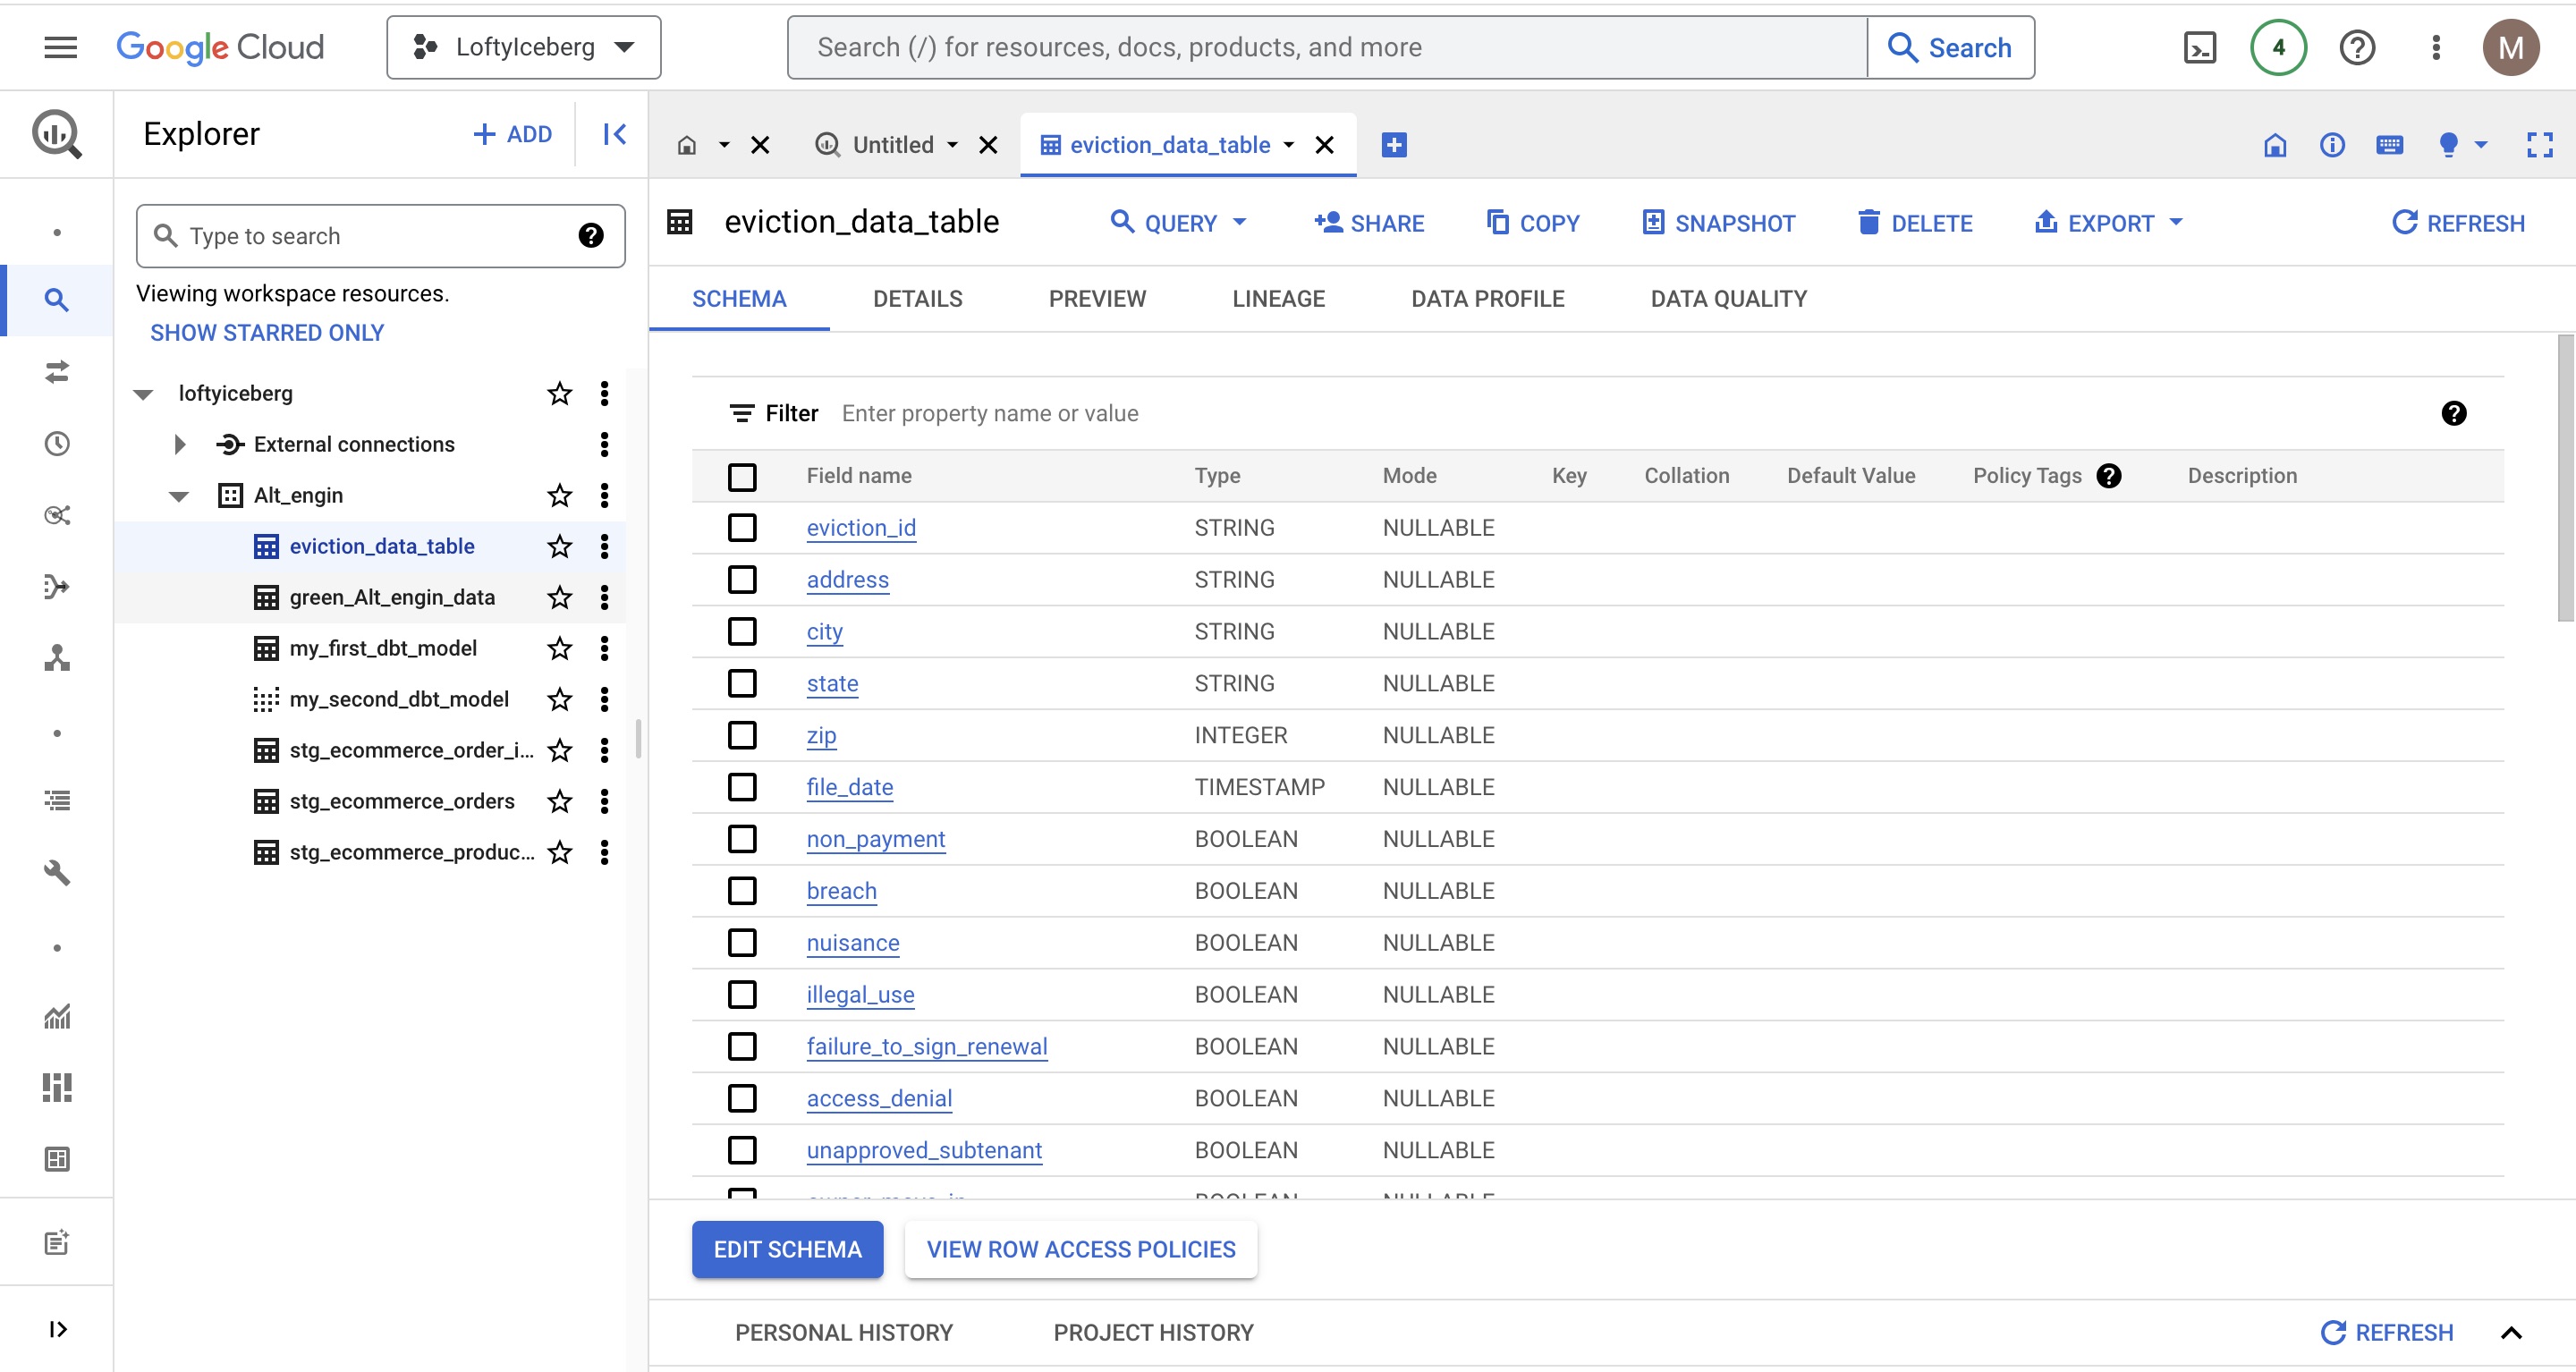 Google Cloud
LoftyIceberg
Search (/) for resources, docs, products, and more
Search
4
M
Explorer
+ ADD
Untitled
eviction_data_table
Type to search
Viewing workspace resources.
SHOW STARRED ONLY
loftyiceberg
External connections
Alt_engin
eviction_data_table
green_Alt_engin_data
my_first_dbt_model
my_second_dbt_model
stg_ecommerce_order_i...
stg_ecommerce_orders
stg_ecommerce_produc...
eviction_data_table
QUERY
SHARE
COPY
SNAPSHOT
DELETE
EXPORT
REFRESH
SCHEMA DETAILS PREVIEW LINEAGE DATA PROFILE DATA QUALITY
Filter Enter property name or value
Field name Type Mode Key Collation Default Value Policy Tags Description
eviction_id STRING NULLABLE
address STRING NULLABLE
city STRING NULLABLE
state STRING NULLABLE
zip INTEGER NULLABLE
file_date TIMESTAMP NULLABLE
non_payment BOOLEAN NULLABLE
breach BOOLEAN NULLABLE
nuisance BOOLEAN NULLABLE
illegal_use BOOLEAN NULLABLE
failure_to_sign_renewal BOOLEAN NULLABLE
access_denial BOOLEAN NULLABLE
unapproved_subtenant BOOLEAN NULLABLE
owner_move_in BOOLEAN NULLABLE
EDIT SCHEMA
VIEW ROW ACCESS POLICIES
PERSONAL HISTORY
PROJECT HISTORY
REFRESH